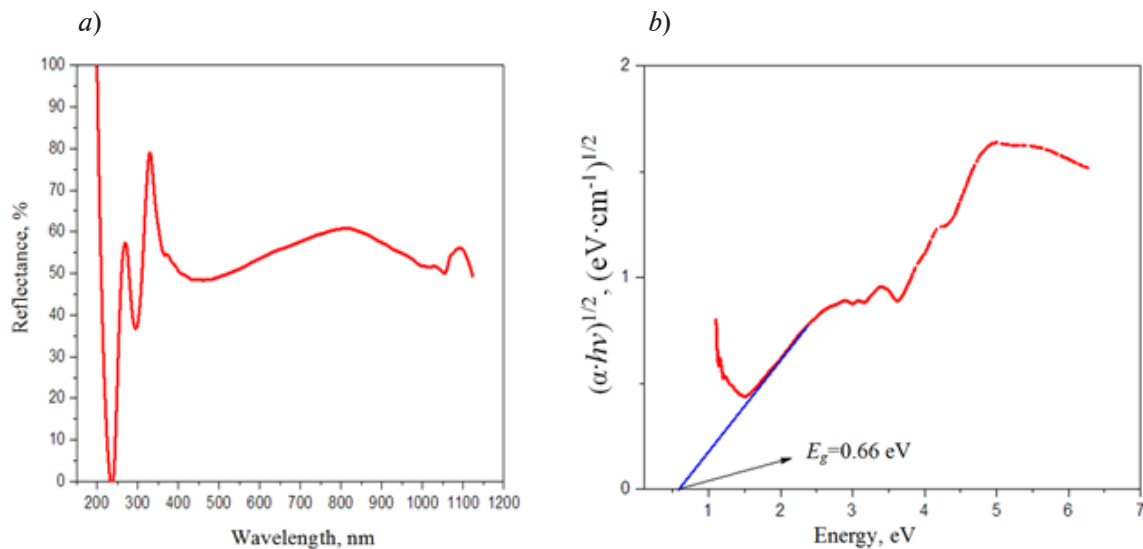 a)
100
90
80
70
60
50
40
30
20
10
0
Reflectance, %
200 300 400 500 600 700 800 900 1000 1100 1200
Wavelength, nm
b)
2
1
0
(α·hν)^{1/2}, (eV·cm^{-1})^{1/2}
E_g=0.66 eV
1 2 3 4 5 6 7
Energy, eV